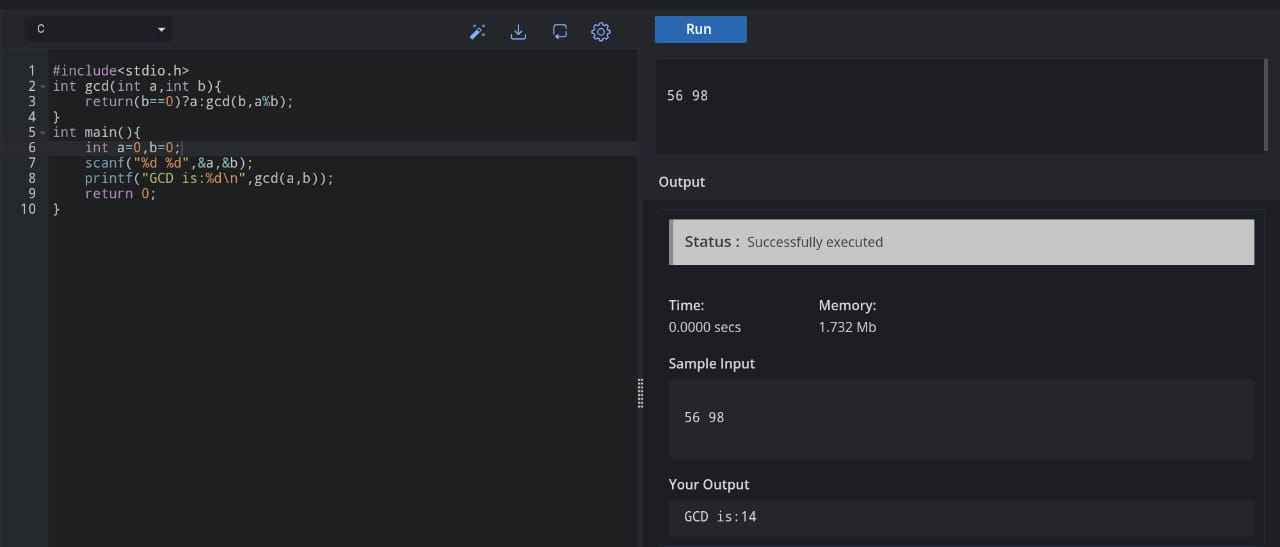 C
1 #include<stdio.h>
2 int gcd(int a,int b){
3     return(b==0)?a:gcd(b,a%b);
4 }
5 int main(){
6     int a=0,b=0;
7     scanf("%d %d",&a,&b);
8     printf("GCD is:%d\n",gcd(a,b));
9     return 0;
10 }
Run
56 98
Output
Status : Successfully executed
Time: Memory:
0.0000 secs 1.732 Mb
Sample Input
56 98
Your Output
GCD is:14